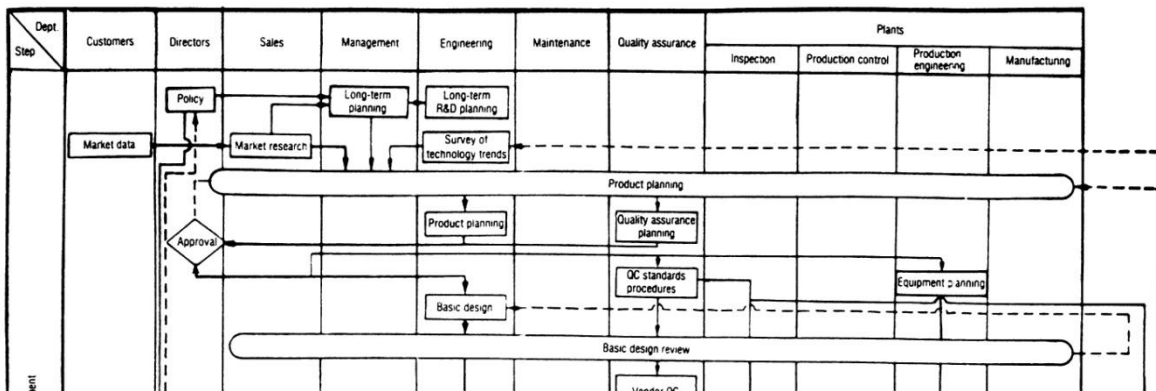 Dept.
Step
Customers
Directors
Sales
Management
Engineering
Maintenance
Quality assurance
Plants
Inspection
Production control
Production
engineering
Manufacturing
Policy
Long-term
planning
Long-term
R&D planning
Market data
Market research
Survey of
technology trends
Product planning
Product planning
Quality assurance
planning
Approval
QC standards
procedures
Equipment planning
Basic design
Basic design review
Vendor QC